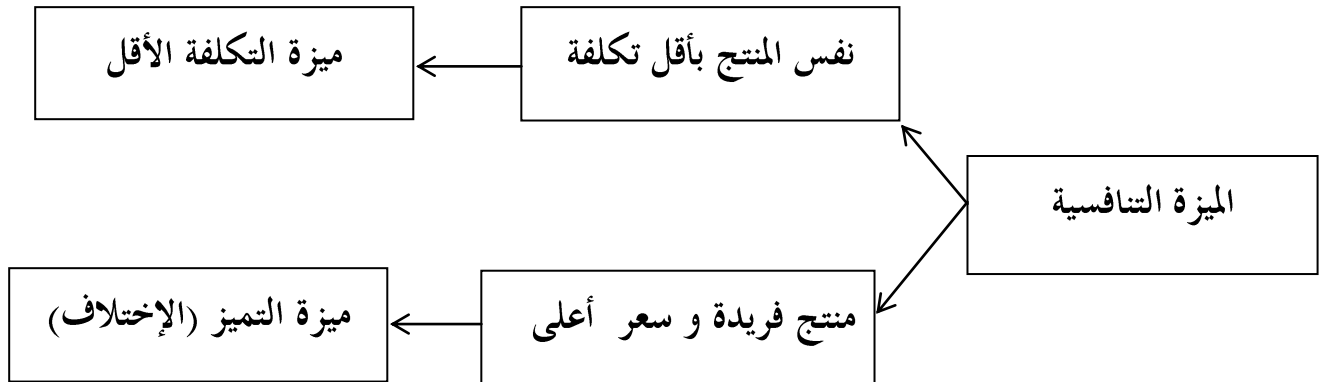 الميزة التنافسية
نفس المنتج بأقل تكلفة
ميزة التكلفة الأقل
منتج فريدة و سعر أعلى
ميزة التميز (الإختلاف)